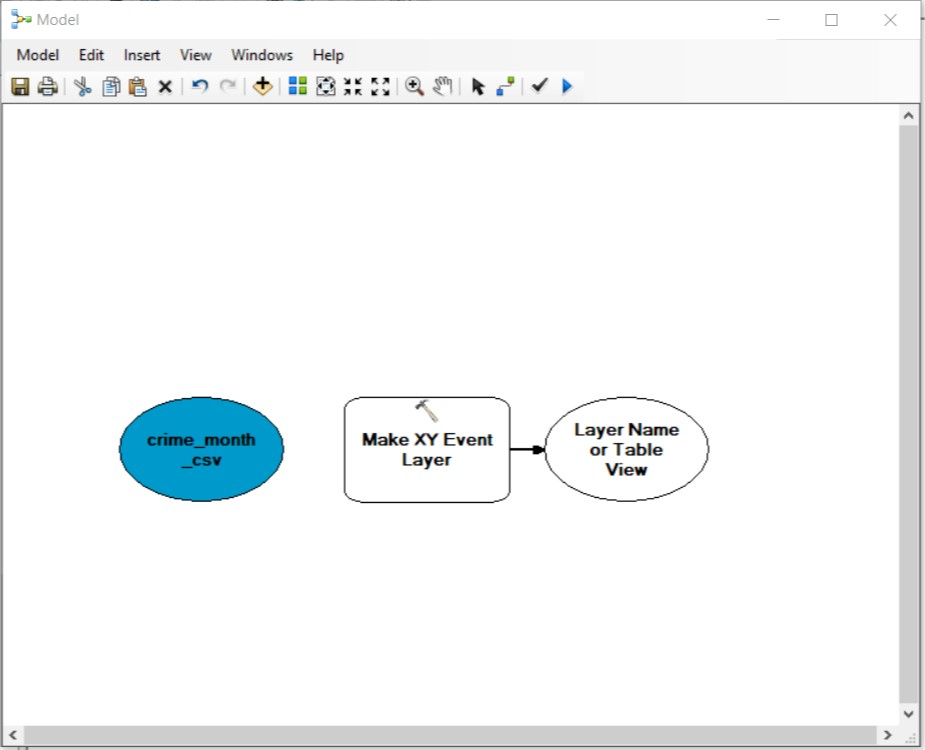 Model
Model Edit Insert View Windows Help
crime_month
_csv
Make XY Event
Layer
Layer Name
or Table
View